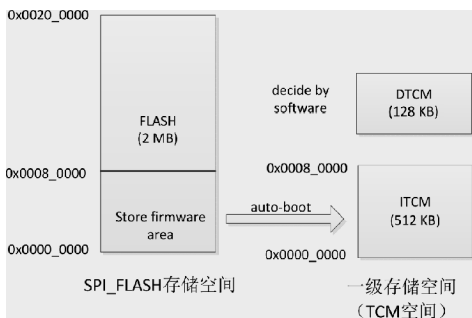 0x0020_0000
FLASH
(2 MB)
0x0008_0000
Store firmware
area
0x0000_0000
SPI_FLASH存储空间
auto-boot
decide by
software
DTCM
(128 KB)
0x0008_0000
ITCM
(512 KB)
0x0000_0000
一级存储空间
（TCM空间）